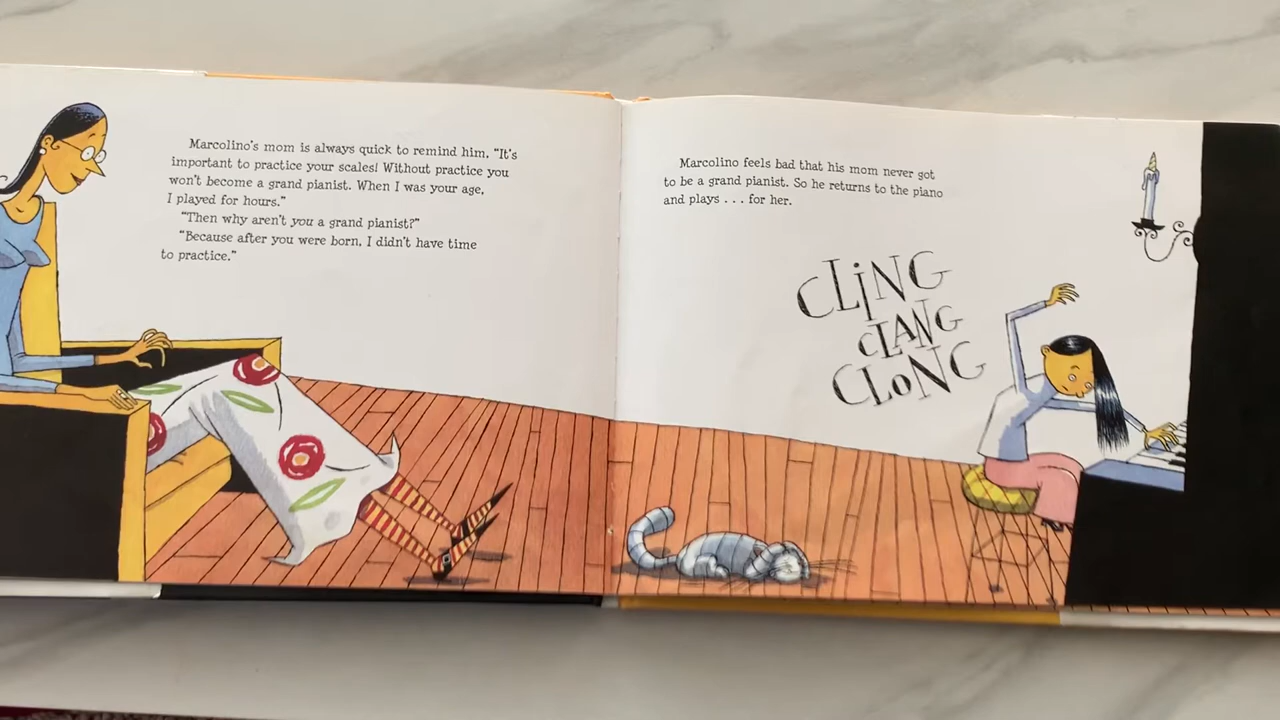 Marcolino's mom is always quick to remind him, "It's
important to practice your scales! Without practice you
won't become a grand pianist. When I was your age,
I played for hours."
"Then why aren't you a grand pianist?"
"Because after you were born, I didn't have time
to practice."
Marcolino feels bad that his mom never got
to be a grand pianist. So he returns to the piano
and plays . . . for her.
CLiNG
CLANG
CLoNG